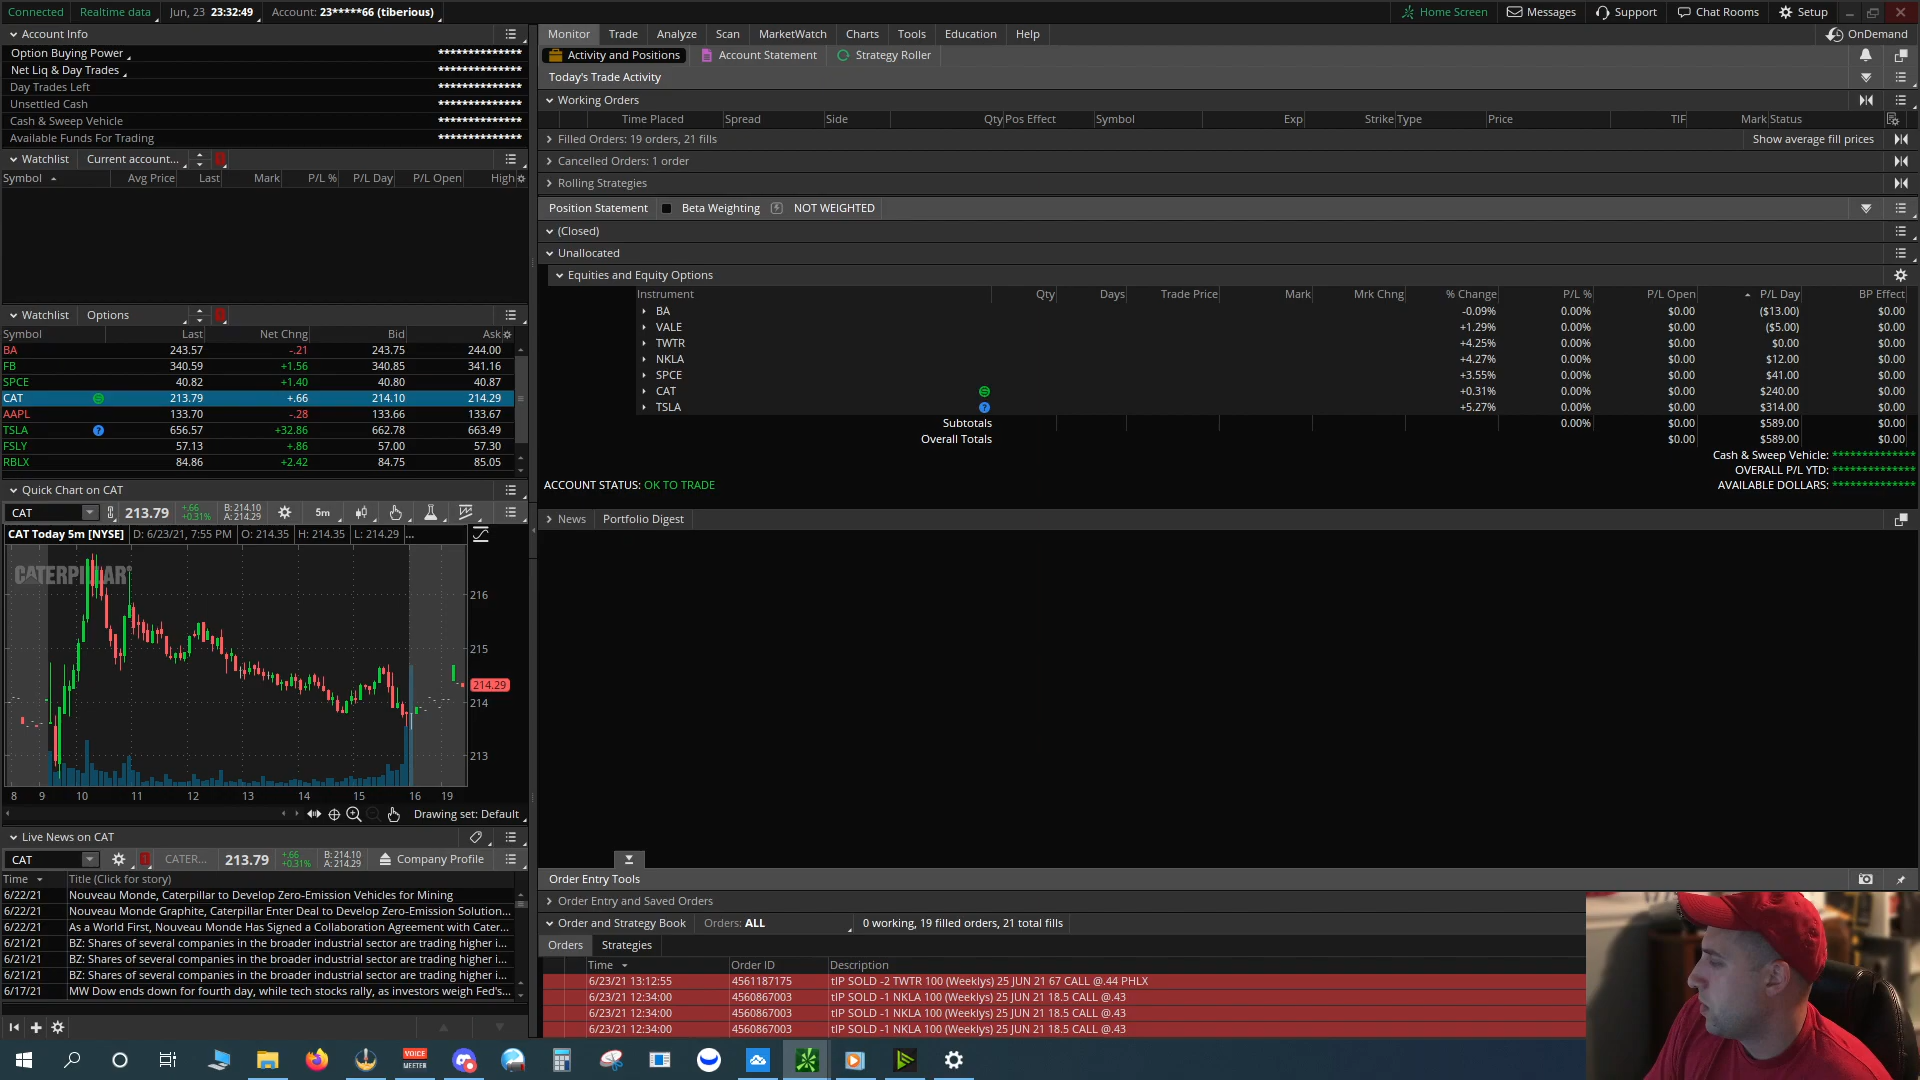 Connected Realtime data Jun, 23 23:32:49 Account: 23*****66 (tiberious) Home Screen Messages Support Chat Rooms Setup
Account Info
Option Buying Power **************
Net Liq & Day Trades **************
Day Trades Left **************
Unsettled Cash **************
Cash & Sweep Vehicle **************
Available Funds For Trading **************
Watchlist Current account...
Symbol Avg Price Last Mark P/L % P/L Day P/L Open High
Watchlist Options
Symbol Last Net Chng Bid Ask
BA 243.57 -.21 243.75 244.00
FB 340.59 +1.56 340.85 341.16
SPCE 40.82 +1.40 40.80 40.87
CAT 213.79 +.66 214.10 214.29
AAPL 133.70 -.28 133.66 133.67
TSLA 656.57 +32.86 662.78 663.49
FSLY 57.13 +.86 57.00 57.30
RBLX 84.86 +2.42 84.75 85.05
Quick Chart on CAT
CAT 213.79 +.66 +0.31% B: 214.10 A: 214.29 5m
CAT Today 5m [NYSE] D: 6/23/21, 7:55 PM O: 214.35 H: 214.35 L: 214.29 ...
CATERPILLAR
216
215
214.29
214
213
8 9 10 11 12 13 14 15 16 19
Drawing set: Default
Live News on CAT
CAT CATER... 213.79 +.66 +0.31% B: 214.10 A: 214.29 Company Profile
Time Title (Click for story)
6/22/21 Nouveau Monde, Caterpillar to Develop Zero-Emission Vehicles for Mining
6/22/21 Nouveau Monde Graphite, Caterpillar Enter Deal to Develop Zero-Emission Solution...
6/22/21 As a World First, Nouveau Monde Has Signed a Collaboration Agreement with Cater...
6/21/21 BZ: Shares of several companies in the broader industrial sector are trading higher i...
6/21/21 BZ: Shares of several companies in the broader industrial sector are trading higher i...
6/21/21 BZ: Shares of several companies in the broader industrial sector are trading higher i...
6/17/21 MW Dow ends down for fourth day, while tech stocks rally, as investors weigh Fed's...
Monitor Trade Analyze Scan MarketWatch Charts Tools Education Help OnDemand
Activity and Positions Account Statement Strategy Roller
Today's Trade Activity
Working Orders
Time Placed Spread Side Qty Pos Effect Symbol Exp Strike Type Price TIF Mark Status
Filled Orders: 19 orders, 21 fills Show average fill prices
Cancelled Orders: 1 order
Rolling Strategies
Position Statement Beta Weighting NOT WEIGHTED
(Closed)
Unallocated
Equities and Equity Options
Instrument Qty Days Trade Price Mark Mrk Chng % Change P/L % P/L Open P/L Day BP Effect
BA -0.09% 0.00% $0.00 ($13.00) $0.00
VALE +1.29% 0.00% $0.00 ($5.00) $0.00
TWTR +4.25% 0.00% $0.00 $0.00 $0.00
NKLA +4.27% 0.00% $0.00 $12.00 $0.00
SPCE +3.55% 0.00% $0.00 $41.00 $0.00
CAT +0.31% 0.00% $0.00 $240.00 $0.00
TSLA +5.27% 0.00% $0.00 $314.00 $0.00
Subtotals 0.00% $0.00 $589.00 $0.00
Overall Totals $0.00 $589.00 $0.00
Cash & Sweep Vehicle: **************
OVERALL P/L YTD: **************
ACCOUNT STATUS: OK TO TRADE AVAILABLE DOLLARS: **************
News Portfolio Digest
Order Entry Tools
Order Entry and Saved Orders
Order and Strategy Book Orders: ALL 0 working, 19 filled orders, 21 total fills
Orders Strategies
Time Order ID Description
6/23/21 13:12:55 4561187175 tIP SOLD -2 TWTR 100 (Weeklys) 25 JUN 21 67 CALL @.44 PHLX
6/23/21 12:34:00 4560867003 tIP SOLD -1 NKLA 100 (Weeklys) 25 JUN 21 18.5 CALL @.43
6/23/21 12:34:00 4560867003 tIP SOLD -1 NKLA 100 (Weeklys) 25 JUN 21 18.5 CALL @.43
6/23/21 12:34:00 4560867003 tIP SOLD -1 NKLA 100 (Weeklys) 25 JUN 21 18.5 CALL @.43
VOICE
MEETER